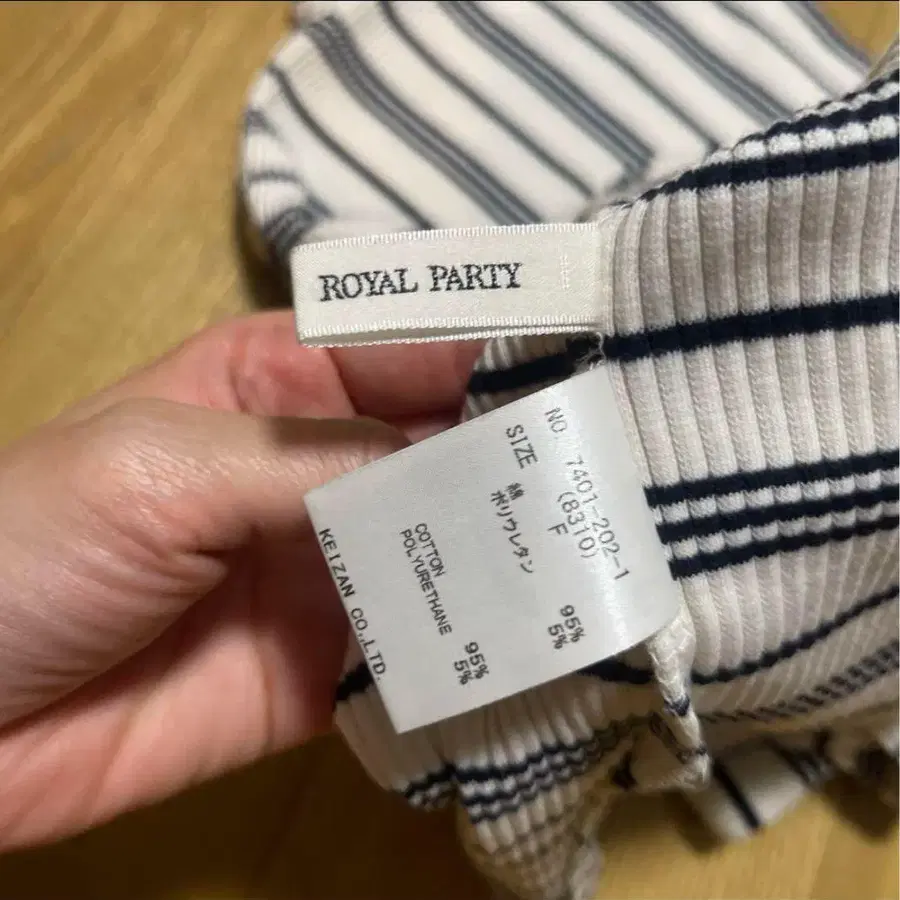 ROYAL PARTY
NO. 7401-202-1
(8310)
SIZE F
綿 95%
ポリウレタン 5%
COTTON 95%
POLYURETHANE 5%
KEIZAN CO.,LTD.